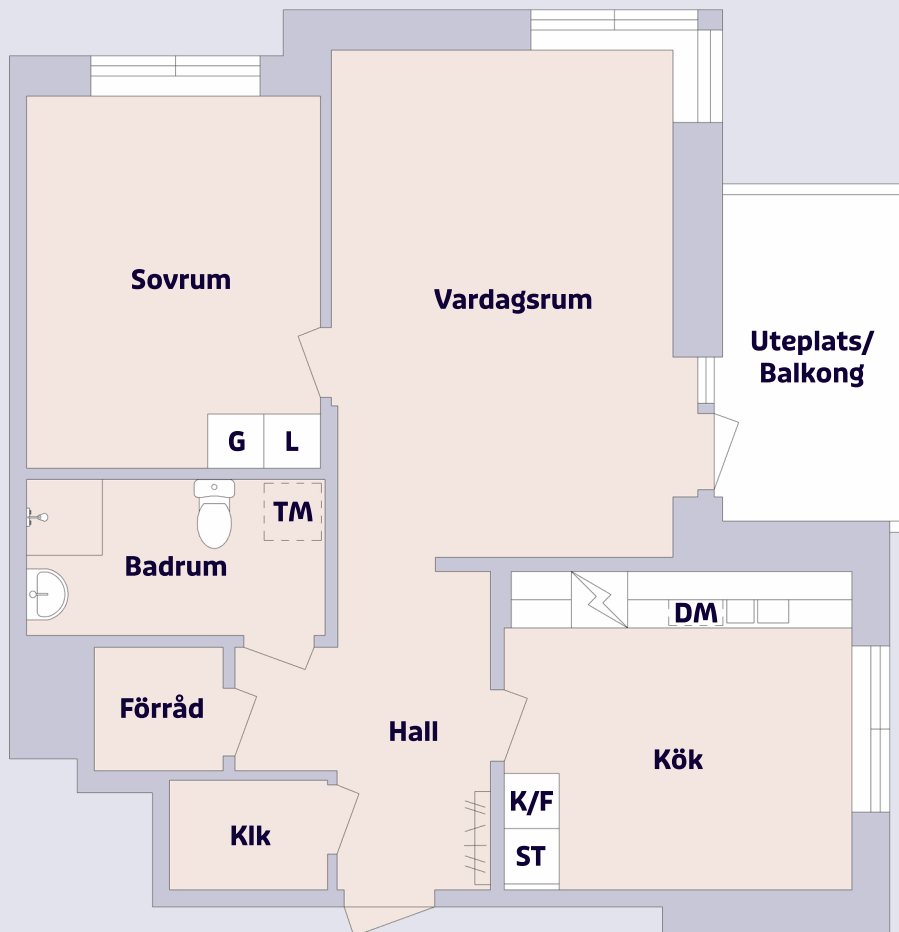 Sovrum
Vardagsrum
Uteplats/
Balkong
G
L
TM
Badrum
DM
Förråd
Hall
Kök
K/F
Klk
ST